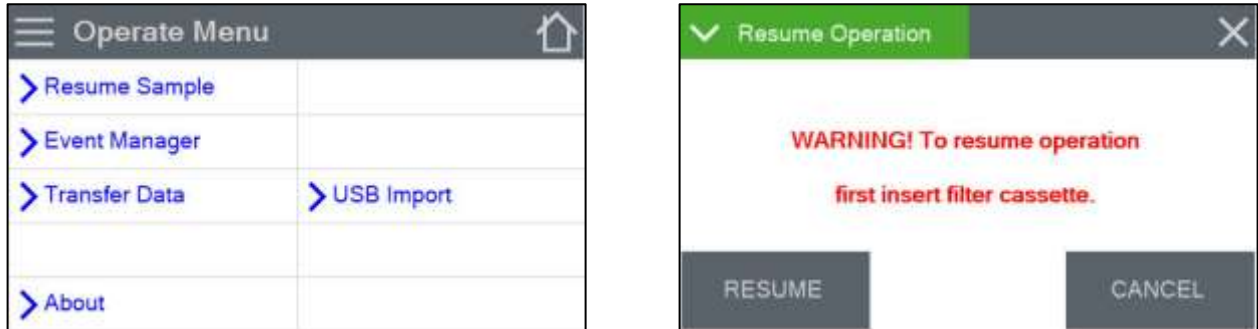 Operate Menu
Resume Sample
Event Manager
Transfer Data
USB Import
About
Resume Operation
WARNING! To resume operation
first insert filter cassette.
RESUME
CANCEL